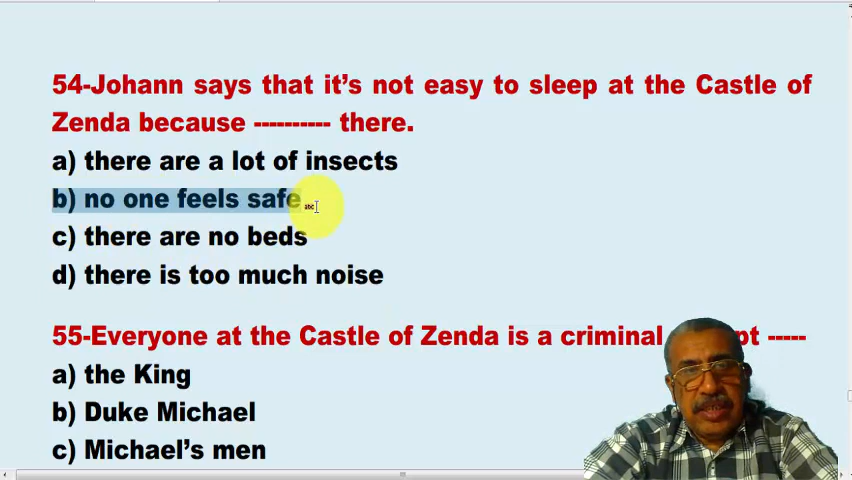 54-Johann says that it's not easy to sleep at the Castle of
Zenda because ---------- there.
a) there are a lot of insects
b) no one feels safe
c) there are no beds
d) there is too much noise
55-Everyone at the Castle of Zenda is a criminal pt -----
a) the King
b) Duke Michael
c) Michael's men